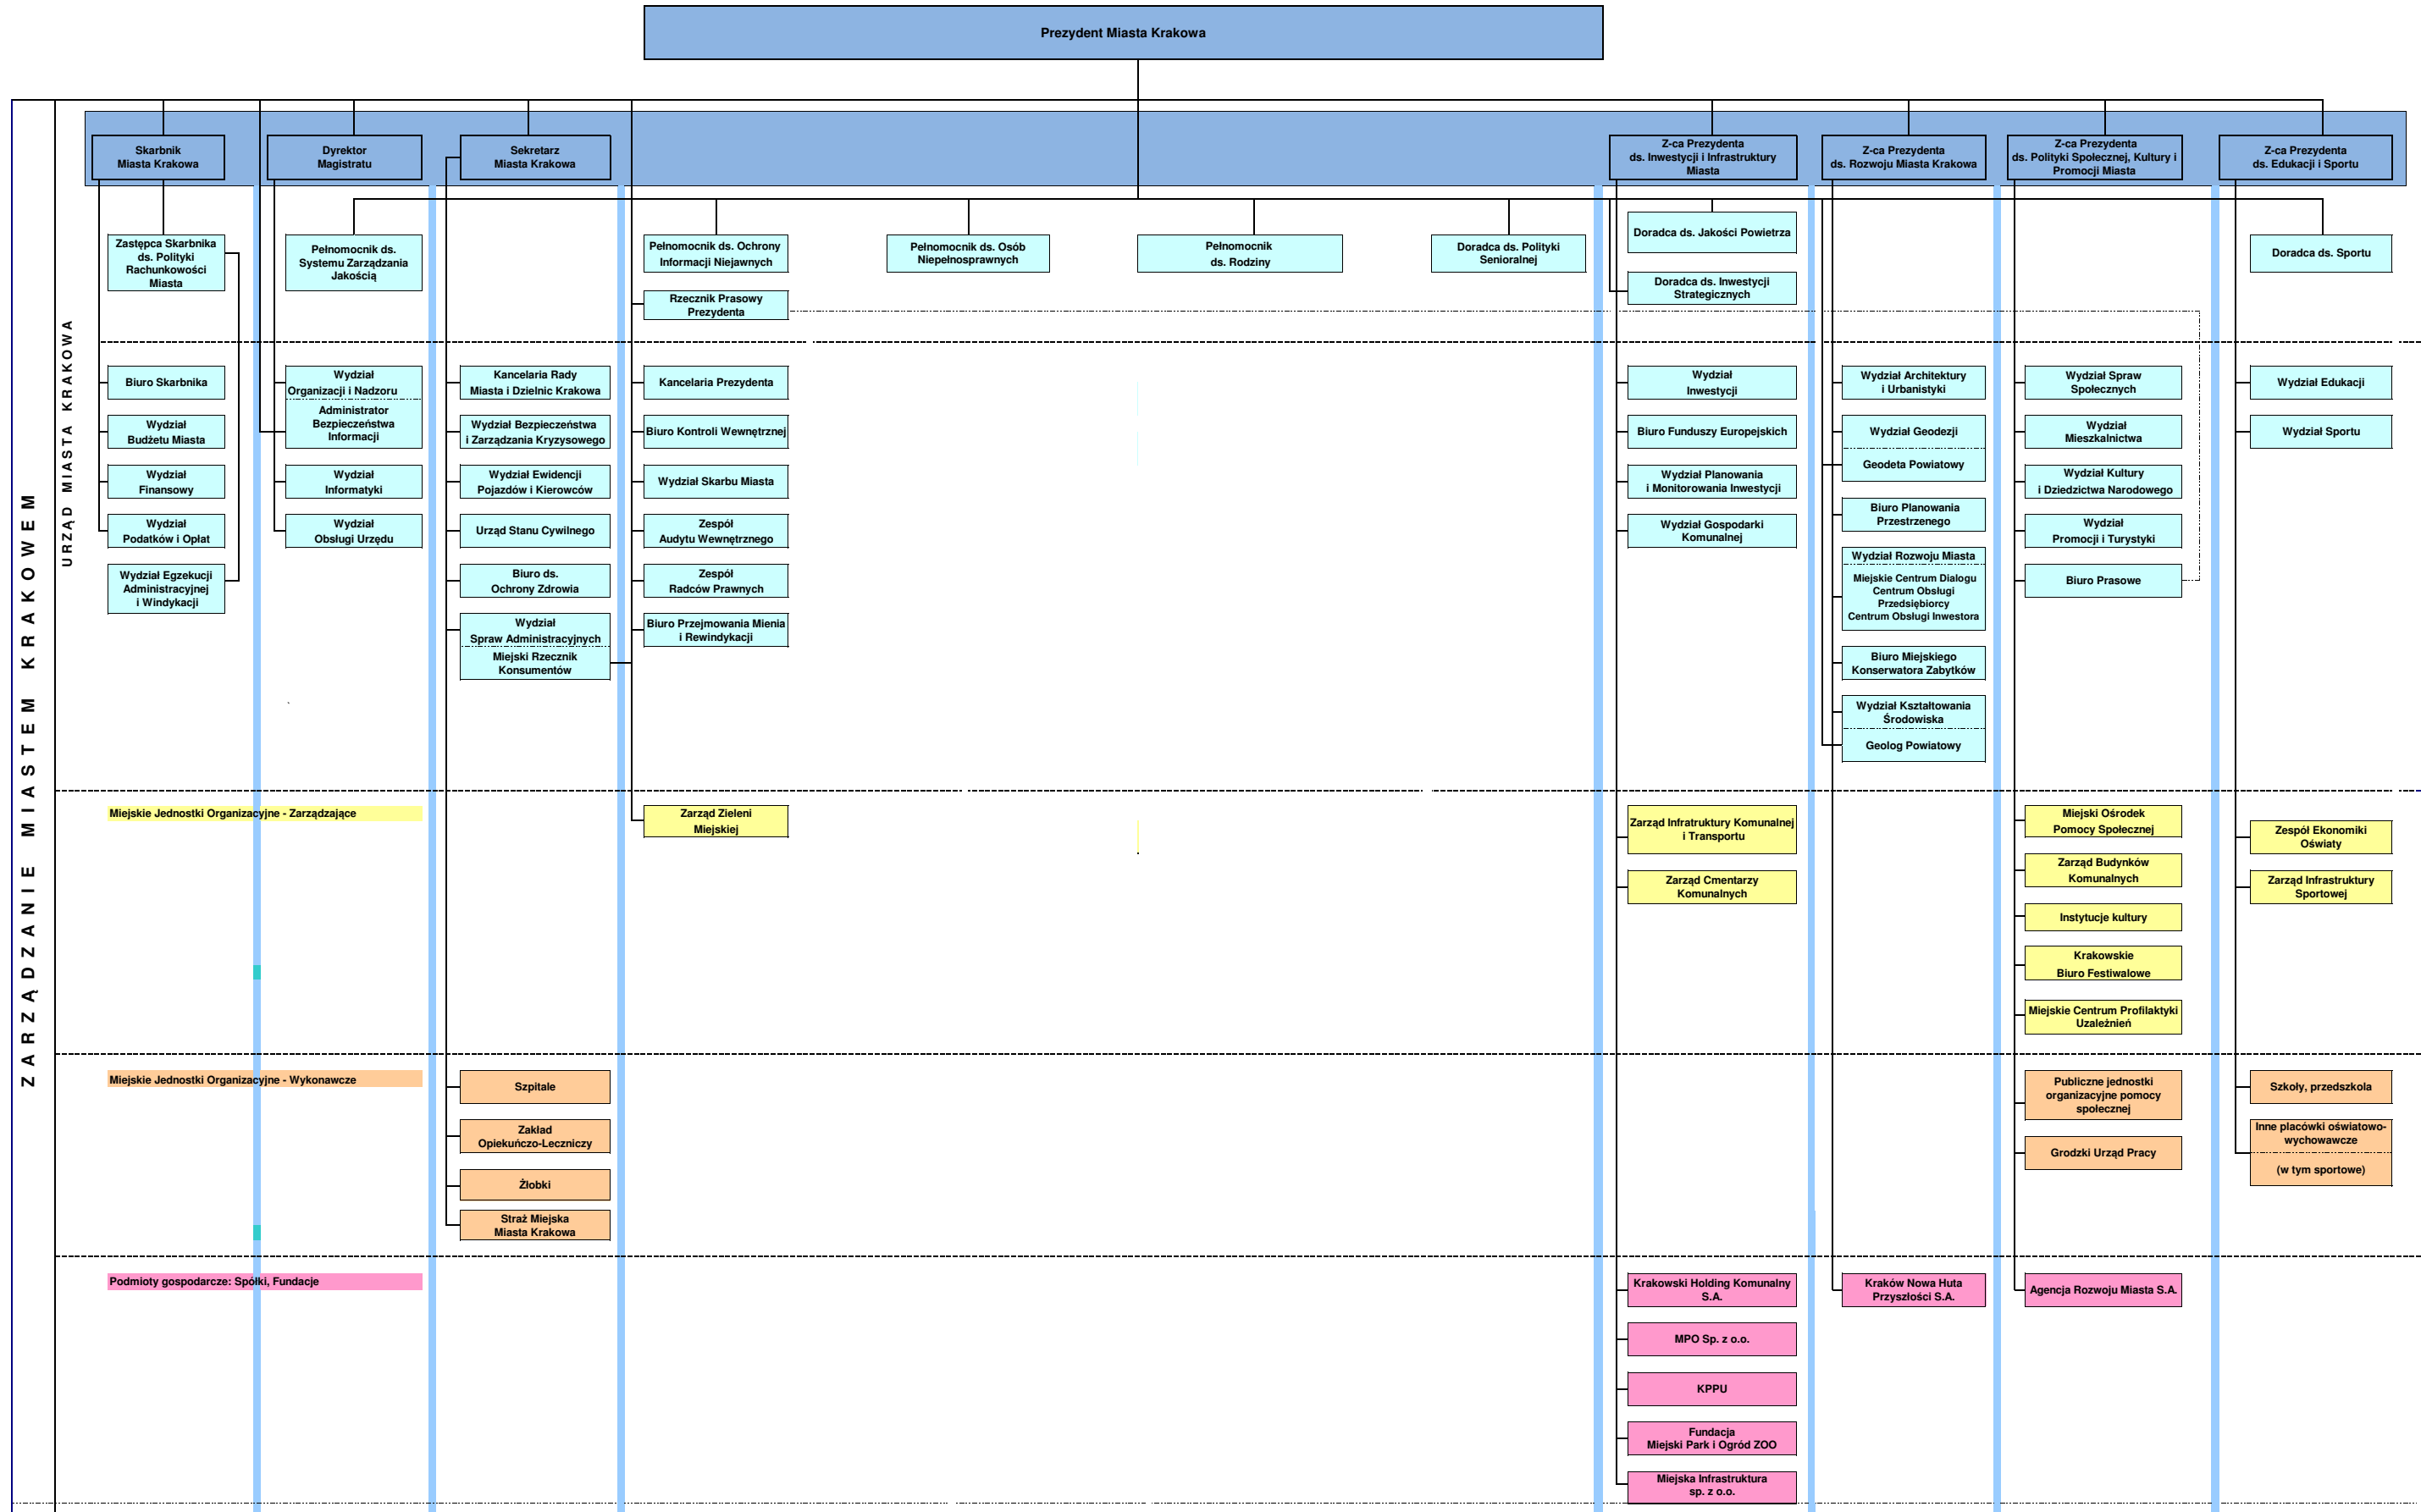 Prezydent Miasta Krakowa
Skarbnik
Miasta Krakowa
Dyrektor
Magistratu
Sekretarz
Miasta Krakowa
Z-ca Prezydenta
ds. Inwestycji i Infrastruktury
Miasta
Z-ca Prezydenta
ds. Rozwoju Miasta Krakowa
Z-ca Prezydenta
ds. Polityki Społecznej, Kultury i
Promocji Miasta
Z-ca Prezydenta
ds. Edukacji i Sportu
ZARZĄDZANIE MIASTEM KRAKOWEM
URZĄD MIASTA KRAKOWA
Zastępca Skarbnika
ds. Polityki
Rachunkowości
Miasta
Pełnomocnik ds.
Systemu Zarządzania
Jakością
Pełnomocnik ds. Ochrony
Informacji Niejawnych
Pełnomocnik ds. Osób
Niepełnosprawnych
Pełnomocnik
ds. Rodziny
Doradca ds. Polityki
Senioralnej
Doradca ds. Jakości Powietrza
Doradca ds. Inwestycji
Strategicznych
Doradca ds. Sportu
Rzecznik Prasowy
Prezydenta
Biuro Skarbnika
Wydział
Budżetu Miasta
Wydział
Finansowy
Wydział
Podatków i Opłat
Wydział Egzekucji
Administracyjnej
i Windykacji
Wydział
Organizacji i Nadzoru
Administrator
Bezpieczeństwa
Informacji
Wydział
Informatyki
Wydział
Obsługi Urzędu
Kancelaria Rady
Miasta i Dzielnic Krakowa
Wydział Bezpieczeństwa
i Zarządzania Kryzysowego
Wydział Ewidencji
Pojazdów i Kierowców
Urząd Stanu Cywilnego
Biuro ds.
Ochrony Zdrowia
Wydział
Spraw Administracyjnych
Miejski Rzecznik
Konsumentów
Kancelaria Prezydenta
Biuro Kontroli Wewnętrznej
Wydział Skarbu Miasta
Zespół
Audytu Wewnętrznego
Zespół
Radców Prawnych
Biuro Przejmowania Mienia
i Rewindykacji
Wydział
Inwestycji
Biuro Funduszy Europejskich
Wydział Planowania
i Monitorowania Inwestycji
Wydział Gospodarki
Komunalnej
Wydział Architektury
i Urbanistyki
Wydział Geodezji
Geodeta Powiatowy
Biuro Planowania
Przestrzenego
Wydział Rozwoju Miasta
Miejskie Centrum Dialogu
Centrum Obsługi
Przedsiębiorcy
Centrum Obsługi Inwestora
Biuro Miejskiego
Konserwatora Zabytków
Wydział Kształtowania
Środowiska
Geolog Powiatowy
Wydział Spraw
Społecznych
Wydział
Mieszkalnictwa
Wydział Kultury
i Dziedzictwa Narodowego
Wydział
Promocji i Turystyki
Biuro Prasowe
Wydział Edukacji
Wydział Sportu
Miejskie Jednostki Organizacyjne - Zarządzające
Zarząd Zieleni
Miejskiej
Zarząd Infratruktury Komunalnej
i Transportu
Zarząd Cmentarzy
Komunalnych
Miejski Ośrodek
Pomocy Społecznej
Zarząd Budynków
Komunalnych
Instytucje kultury
Krakowskie
Biuro Festiwalowe
Miejskie Centrum Profilaktyki
Uzależnień
Zespół Ekonomiki
Oświaty
Zarząd Infrastruktury
Sportowej
Miejskie Jednostki Organizacyjne - Wykonawcze
Szpitale
Zakład
Opiekuńczo-Leczniczy
Żłobki
Straż Miejska
Miasta Krakowa
Publiczne jednostki
organizacyjne pomocy
społecznej
Grodzki Urząd Pracy
Szkoły, przedszkola
Inne placówki oświatowo-
wychowawcze
(w tym sportowe)
Podmioty gospodarcze: Spółki, Fundacje
Krakowski Holding Komunalny
S.A.
MPO Sp. z o.o.
KPPU
Fundacja
Miejski Park i Ogród ZOO
Miejska Infrastruktura
sp. z o.o.
Kraków Nowa Huta
Przyszłości S.A.
Agencja Rozwoju Miasta S.A.